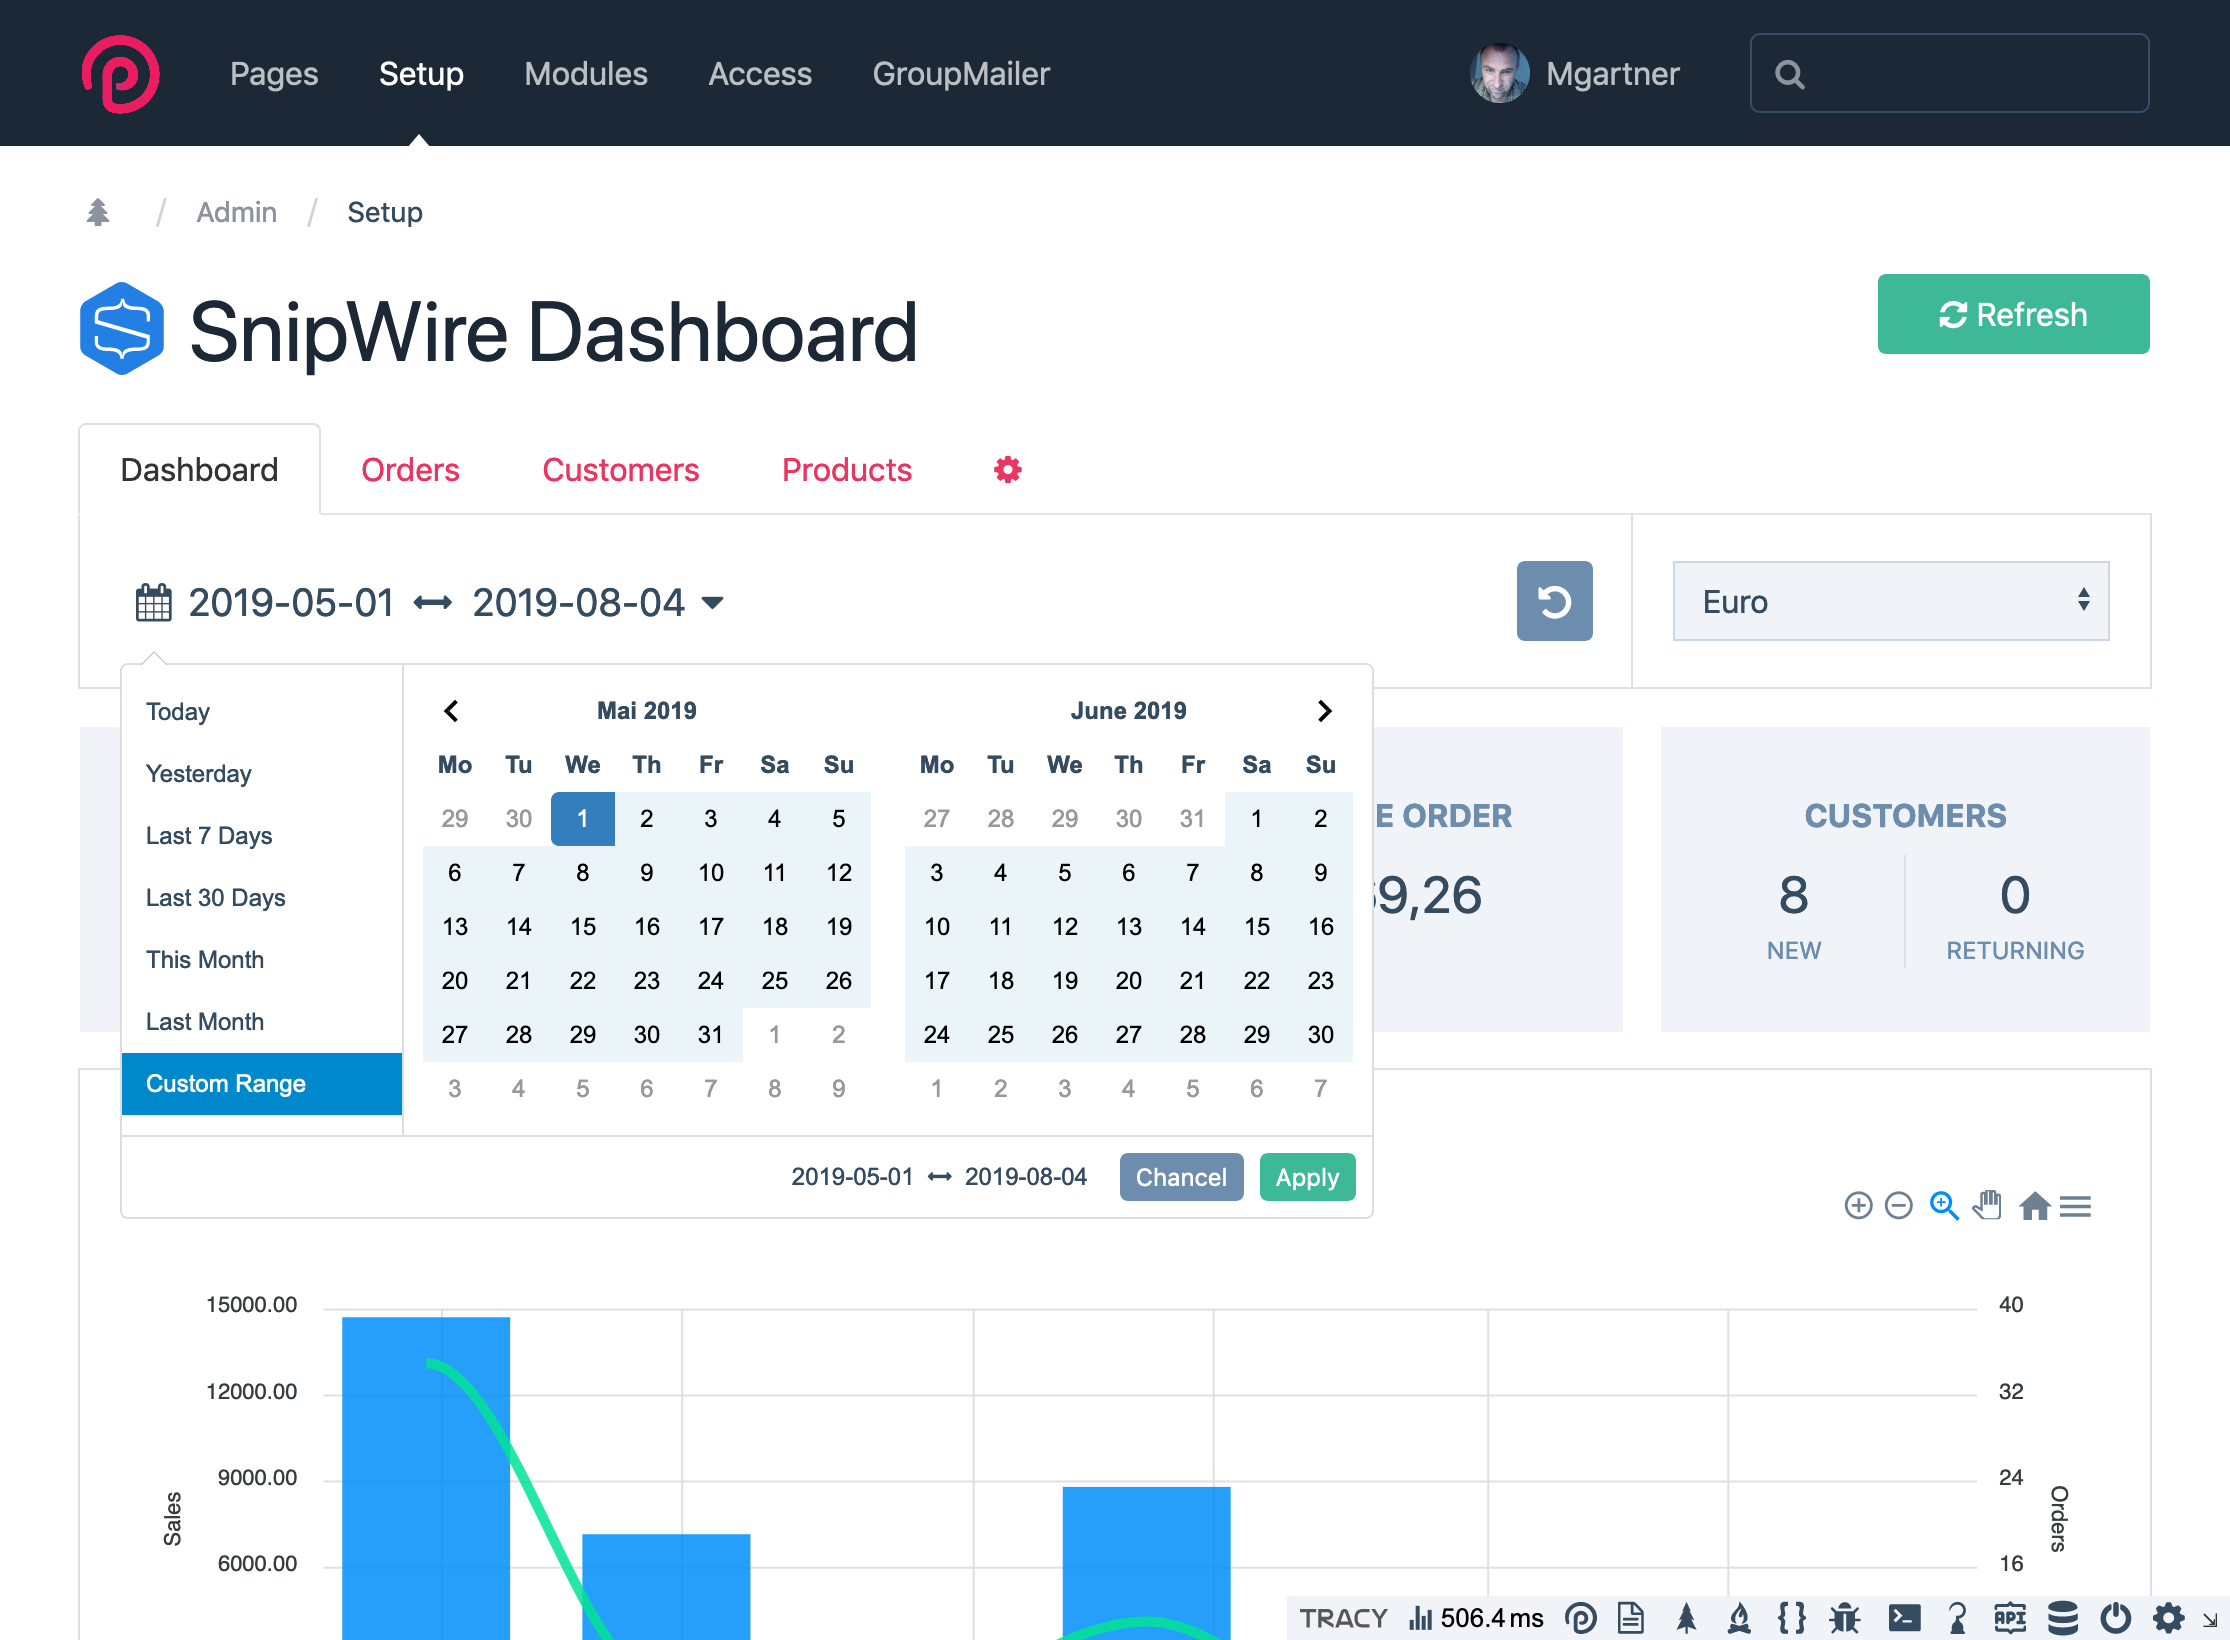 Pages Setup Modules Access GroupMailer Mgartner
/ Admin / Setup
SnipWire Dashboard
Refresh
Dashboard Orders Customers Products
2019-05-01 2019-08-04
Euro
Today
Yesterday
Last 7 Days
Last 30 Days
This Month
Last Month
Custom Range
Mai 2019
Mo Tu We Th Fr Sa Su
29 30 1 2 3 4 5
6 7 8 9 10 11 12
13 14 15 16 17 18 19
20 21 22 23 24 25 26
27 28 29 30 31 1 2
3 4 5 6 7 8 9
June 2019
Mo Tu We Th Fr Sa Su
27 28 29 30 31 1 2
3 4 5 6 7 8 9
10 11 12 13 14 15 16
17 18 19 20 21 22 23
24 25 26 27 28 29 30
1 2 3 4 5 6 7
2019-05-01 2019-08-04 Chancel Apply
E ORDER
9,26
CUSTOMERS
8 0
NEW RETURNING
15000.00
12000.00
9000.00
6000.00
Sales
40
32
24
16
Orders
TRACY 506.4 ms API